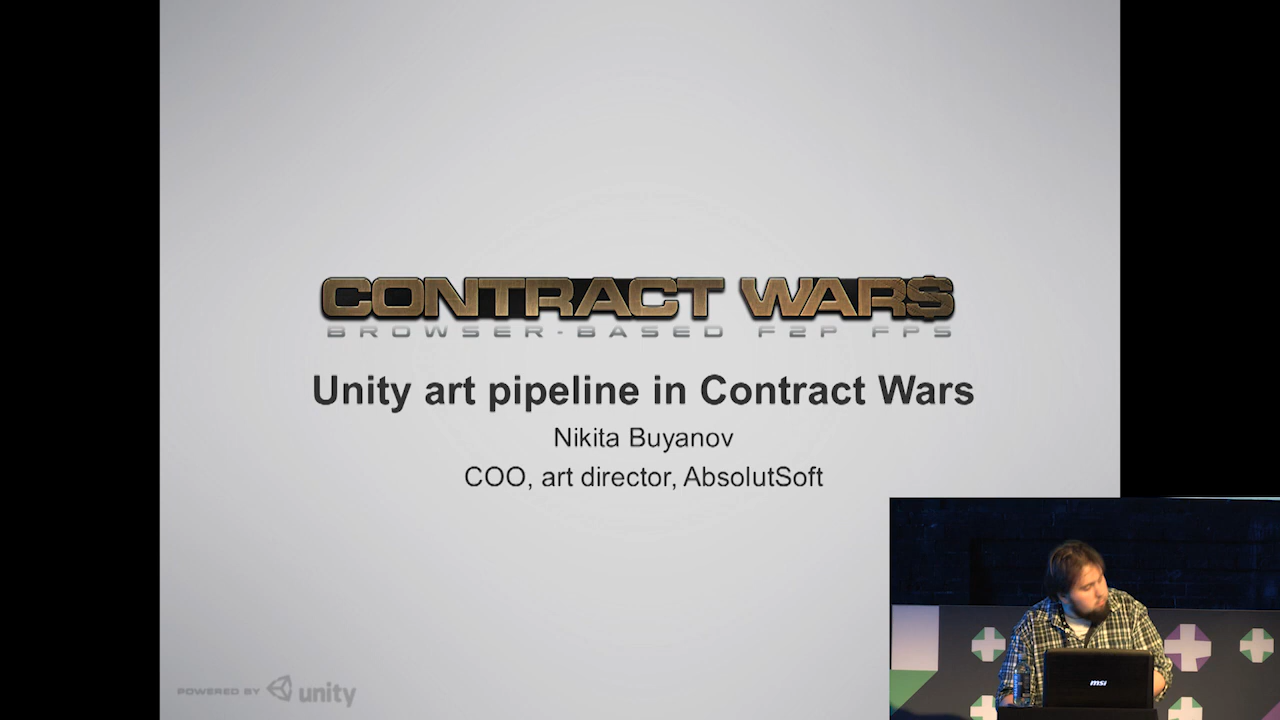 CONTRACT WAR$
BROWSER-BASED F2P FPS
Unity art pipeline in Contract Wars
Nikita Buyanov
COO, art director, AbsolutSoft
POWERED BY unity
msi